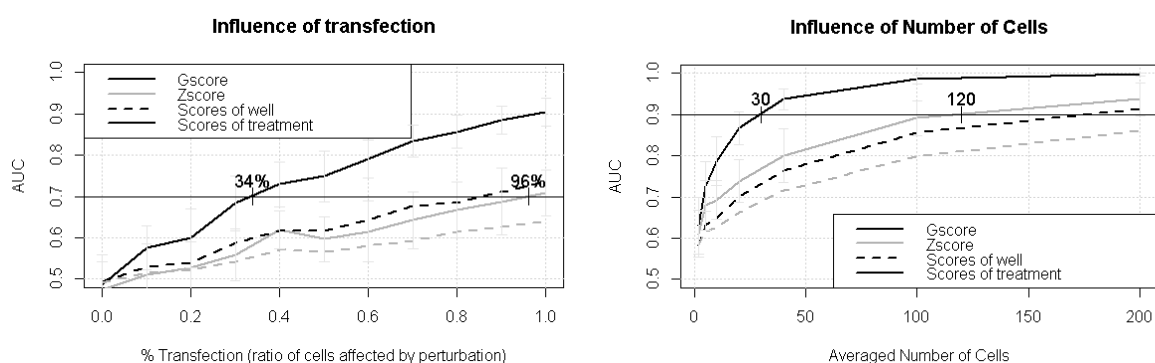 Influence of transfection
AUC
1.0
0.9
0.8
0.7
0.6
0.5
Gscore
Zscore
Scores of well
Scores of treatment
34%
96%
0.0
0.2
0.4
0.6
0.8
1.0
% Transfection (ratio of cells affected by perturbation)
Influence of Number of Cells
AUC
1.0
0.9
0.8
0.7
0.6
0.5
30
120
Gscore
Zscore
Scores of well
Scores of treatment
0
50
100
150
200
Averaged Number of Cells